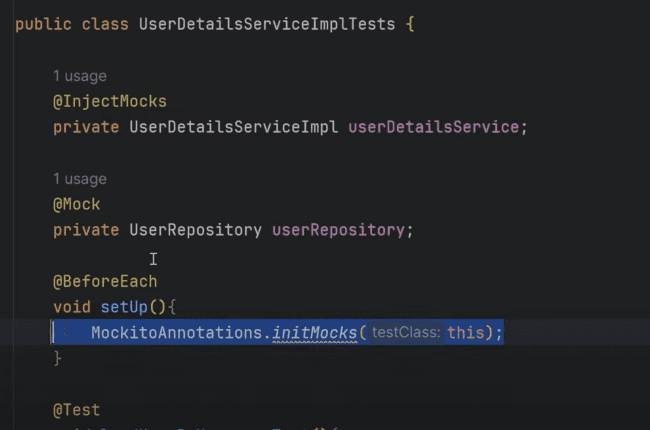 public class UserDetailsServiceImplTests {
1 usage
@InjectMocks
private UserDetailsServiceImpl userDetailsService;
1 usage
@Mock
private UserRepository userRepository;
@BeforeEach
void setUp(){
MockitoAnnotations.initMocks( testClass: this);
}
@Test